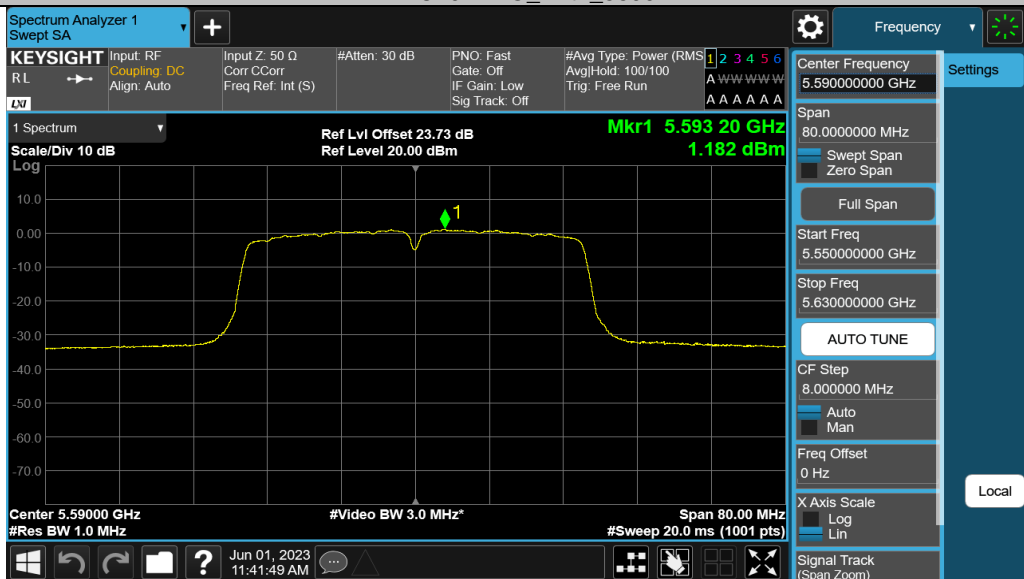 Spectrum Analyzer 1
Swept SA
+
Frequency
KEYSIGHT
R L
LXI
Input: RF
Coupling: DC
Align: Auto
Input Z: 50 Ω
Corr CCorr
Freq Ref: Int (S)
#Atten: 30 dB
PNO: Fast
Gate: Off
IF Gain: Low
Sig Track: Off
#Avg Type: Power (RMS
Avg|Hold: 100/100
Trig: Free Run
1 2 3 4 5 6
A W W W W W
A A A A A A
1 Spectrum
Scale/Div 10 dB
Log
Ref Lvl Offset 23.73 dB
Ref Level 20.00 dBm
Mkr1 5.593 20 GHz
1.182 dBm
1
10.0
0.00
-10.0
-20.0
-30.0
-40.0
-50.0
-60.0
-70.0
Center 5.59000 GHz
#Res BW 1.0 MHz
#Video BW 3.0 MHz*
Span 80.00 MHz
#Sweep 20.0 ms (1001 pts)
Center Frequency
5.590000000 GHz
Span
80.0000000 MHz
Swept Span
Zero Span
Full Span
Start Freq
5.550000000 GHz
Stop Freq
5.630000000 GHz
AUTO TUNE
CF Step
8.000000 MHz
Auto
Man
Freq Offset
0 Hz
X Axis Scale
Log
Lin
Signal Track
(Span Zoom)
Settings
Local
?
Jun 01, 2023
11:41:49 AM